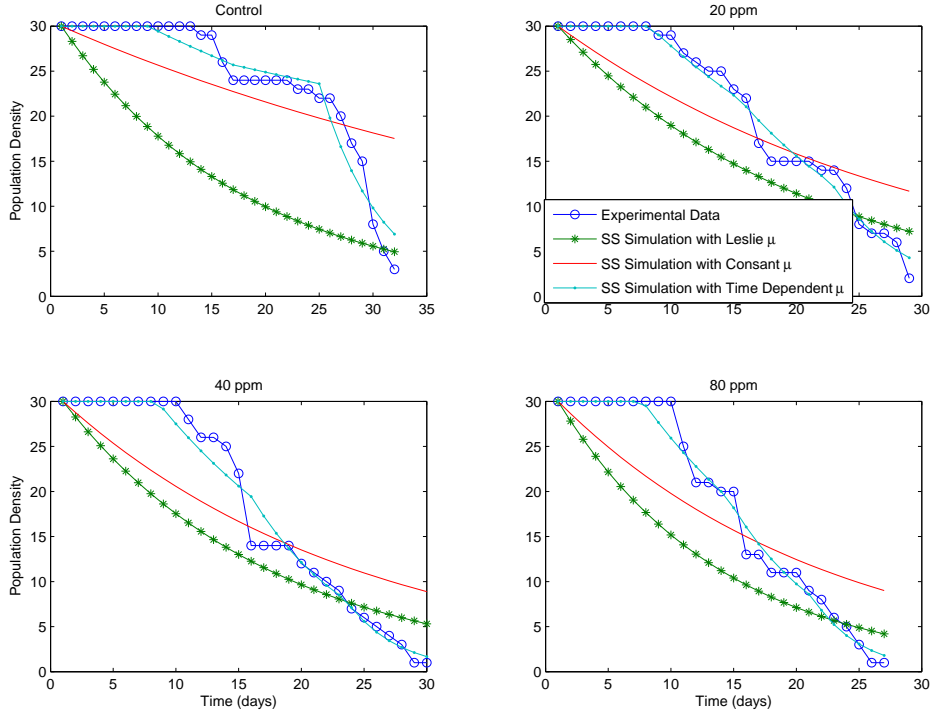 Control
20 ppm
Population Density
30
25
20
15
10
5
0
0 5 10 15 20 25 30 35
30
25
20
15
10
5
0
0 5 10 15 20 25 30
Experimental Data
SS Simulation with Leslie μ
SS Simulation with Consant μ
SS Simulation with Time Dependent μ
40 ppm
80 ppm
Population Density
30
25
20
15
10
5
0
0 5 10 15 20 25 30
Time (days)
30
25
20
15
10
5
0
0 5 10 15 20 25 30
Time (days)